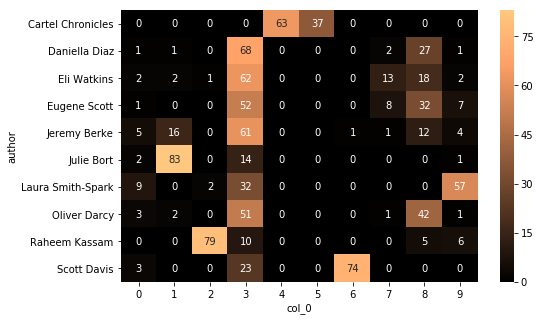 Cartel Chronicles 0 0 0 0 63 37 0 0 0 0
Daniella Diaz 1 1 0 68 0 0 0 2 27 1
Eli Watkins 2 2 1 62 0 0 0 13 18 2
Eugene Scott 1 0 0 52 0 0 0 8 32 7
Jeremy Berke 5 16 0 61 0 0 1 1 12 4
Julie Bort 2 83 0 14 0 0 0 0 0 1
Laura Smith-Spark 9 0 2 32 0 0 0 0 0 57
Oliver Darcy 3 2 0 51 0 0 0 1 42 1
Raheem Kassam 0 0 79 10 0 0 0 0 5 6
Scott Davis 3 0 0 23 0 0 74 0 0 0
0 1 2 3 4 5 6 7 8 9
col_0
author
75
60
45
30
15
0